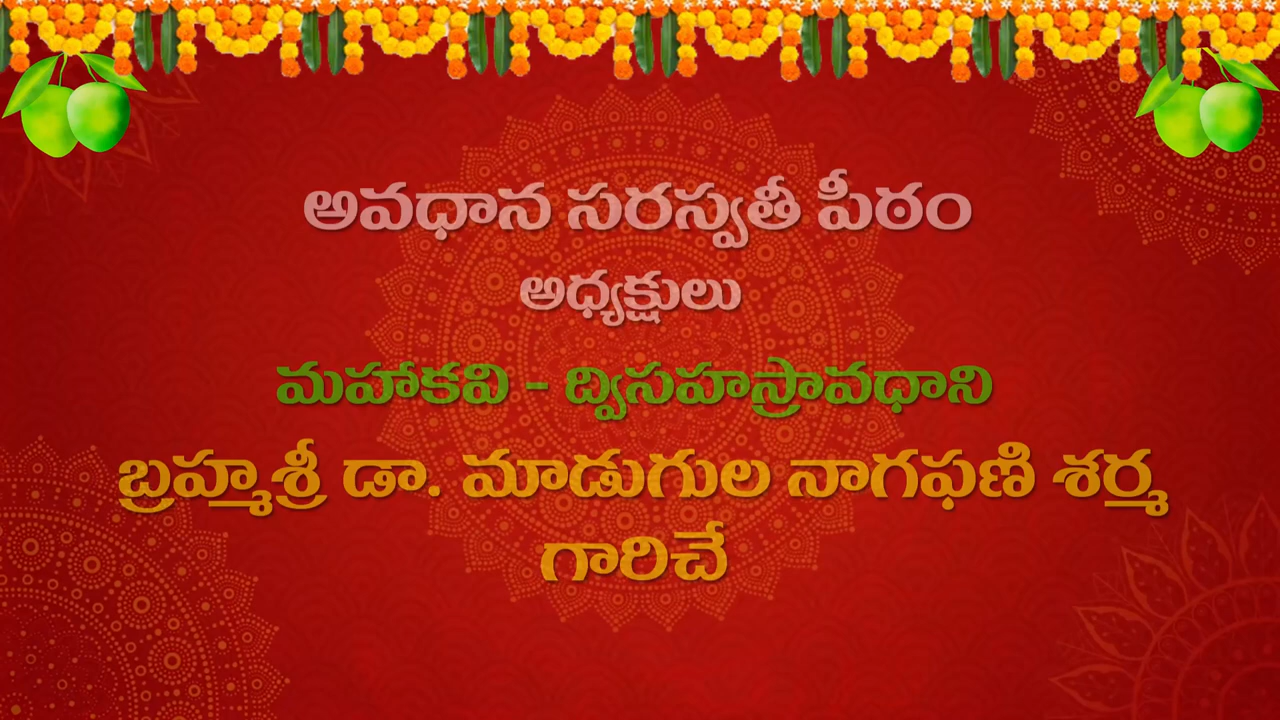 అవధాన సరస్వతీ పీఠం
అధ్యక్షులు
మహాకవి - ద్విసహస్రావధాని
బ్రహ్మశ్రీ డా. మాడుగుల నాగఫణి శర్మ
గారిచే